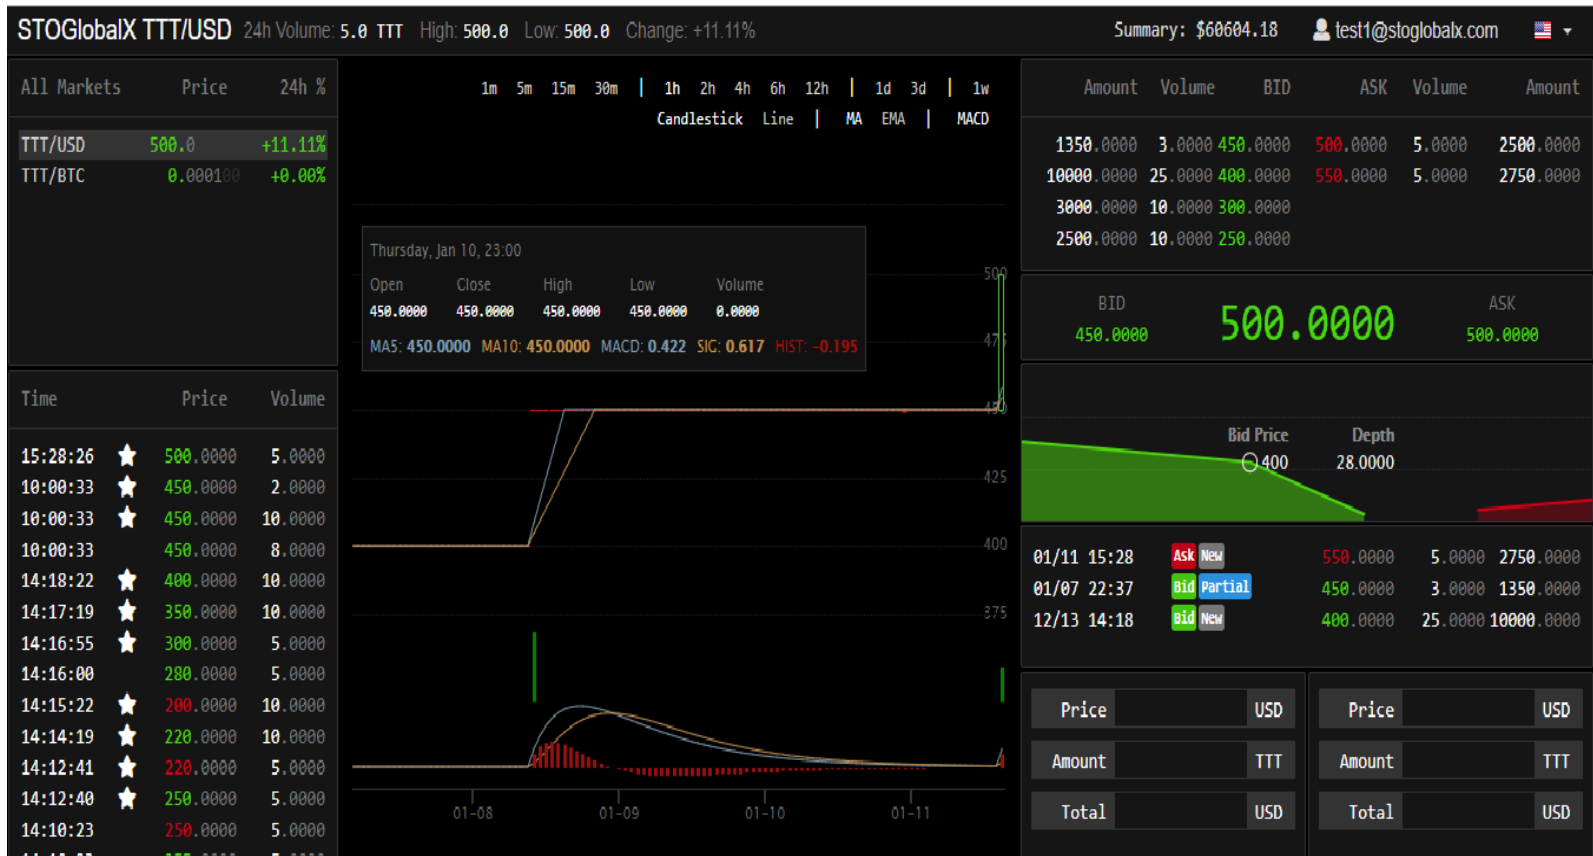 STOGlobalX TTT/USD 24h Volume: 5.0 TTT High: 500.0 Low: 500.0 Change: +11.11% Summary: $60604.18 test1@stoglobalx.com
All Markets Price 24h %
TTT/USD 500.0 +11.11%
TTT/BTC 0.000100 +0.00%
Time Price Volume
15:28:26 500.0000 5.0000
10:00:33 450.0000 2.0000
10:00:33 450.0000 10.0000
10:00:33 450.0000 8.0000
14:18:22 400.0000 10.0000
14:17:19 350.0000 10.0000
14:16:55 300.0000 5.0000
14:16:00 280.0000 5.0000
14:15:22 200.0000 10.0000
14:14:19 220.0000 10.0000
14:12:41 220.0000 5.0000
14:12:40 250.0000 5.0000
14:10:23 250.0000 5.0000
1m 5m 15m 30m | 1h 2h 4h 6h 12h | 1d 3d | 1w
Candlestick Line | MA EMA | MACD
Thursday, Jan 10, 23:00
Open Close High Low Volume
450.0000 450.0000 450.0000 450.0000 0.0000
MA5: 450.0000 MA10: 450.0000 MACD: 0.422 SIG: 0.617 HIST: -0.195
500
475
450
425
400
375
01-08 01-09 01-10 01-11
Amount Volume BID ASK Volume Amount
1350.0000 3.0000 450.0000 500.0000 5.0000 2500.0000
10000.0000 25.0000 400.0000 550.0000 5.0000 2750.0000
3000.0000 10.0000 300.0000
2500.0000 10.0000 250.0000
BID 500.0000 ASK
450.0000 500.0000
Bid Price Depth
400 28.0000
01/11 15:28 Ask New 550.0000 5.0000 2750.0000
01/07 22:37 Bid Partial 450.0000 3.0000 1350.0000
12/13 14:18 Bid New 400.0000 25.0000 10000.0000
Price USD Price USD
Amount TTT Amount TTT
Total USD Total USD